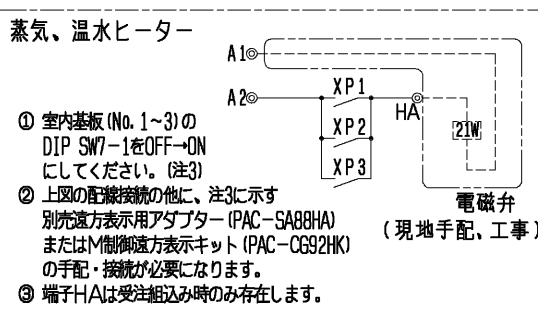 蒸気、温水ヒーター
A1
A2
XP1
XP2
XP3
HA
21W
電磁弁
(現地手配、工事)
① 室内基板(No. 1~3)の
DIP SW7-1をOFF→ON
にしてください。(注3)
② 上図の配線接続の他に、注3に示す
別売遠方表示用アダプター(PAC-SA88HA)
またはM制御遠方表示キット(PAC-CG92HK)
の手配・接続が必要になります。
③ 端子HAは受注組込み時のみ存在します。